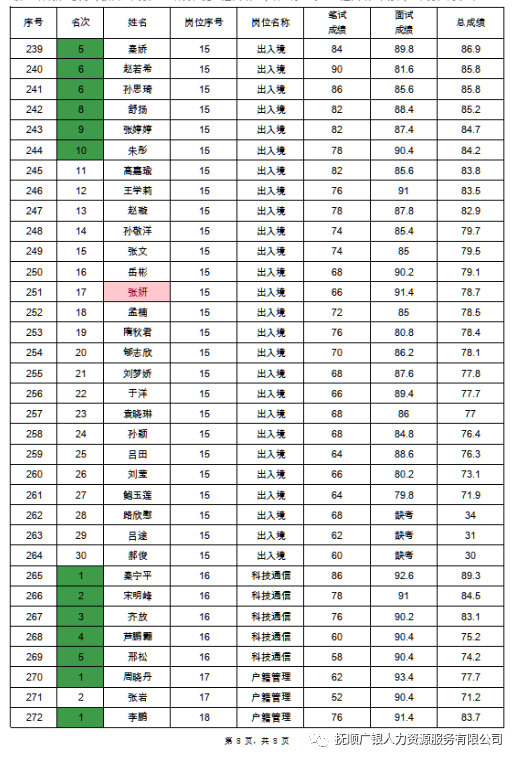 序号 名次 姓名 岗位序号 岗位名称 笔试成绩 面试成绩 总成绩
239 5 秦娇 15 出入境 84 89.8 86.9
240 6 赵若希 15 出入境 90 81.6 85.8
241 6 孙思琦 15 出入境 86 85.6 85.8
242 8 舒扬 15 出入境 82 88.4 85.2
243 9 张婷婷 15 出入境 82 87.4 84.7
244 10 朱彤 15 出入境 78 90.4 84.2
245 11 高嘉瑜 15 出入境 82 85.6 83.8
246 12 王学莉 15 出入境 76 91 83.5
247 13 赵璇 15 出入境 78 87.8 82.9
248 14 孙敬洋 15 出入境 74 85.4 79.7
249 15 张文 15 出入境 74 85 79.5
250 16 岳彬 15 出入境 68 90.2 79.1
251 17 张妍 15 出入境 66 91.4 78.7
252 18 孟楠 15 出入境 72 85 78.5
253 19 隋秋君 15 出入境 76 80.8 78.4
254 20 郇志欣 15 出入境 70 86.2 78.1
255 21 刘梦娇 15 出入境 68 87.6 77.8
256 22 于洋 15 出入境 66 89.4 77.7
257 23 袁晓琳 15 出入境 68 86 77
258 24 孙颖 15 出入境 68 84.8 76.4
259 25 吕田 15 出入境 64 88.6 76.3
260 26 刘莹 15 出入境 66 80.2 73.1
261 27 鲍玉莲 15 出入境 64 79.8 71.9
262 28 路欣慰 15 出入境 68 缺考 34
263 29 吕途 15 出入境 62 缺考 31
264 30 郝俊 15 出入境 60 缺考 30
265 1 秦宁平 16 科技通信 86 92.6 89.3
266 2 宋明峰 16 科技通信 78 91 84.5
267 3 齐放 16 科技通信 76 90.2 83.1
268 4 芦鹏霸 16 科技通信 60 90.4 75.2
269 5 邢松 16 科技通信 58 90.4 74.2
270 1 周晓丹 17 户籍管理 62 93.4 77.7
271 2 张岩 17 户籍管理 52 90.4 71.2
272 1 李鹏 18 户籍管理 76 91.4 83.7
第 8 页，共 8 页
抚顺广银人力资源服务有限公司